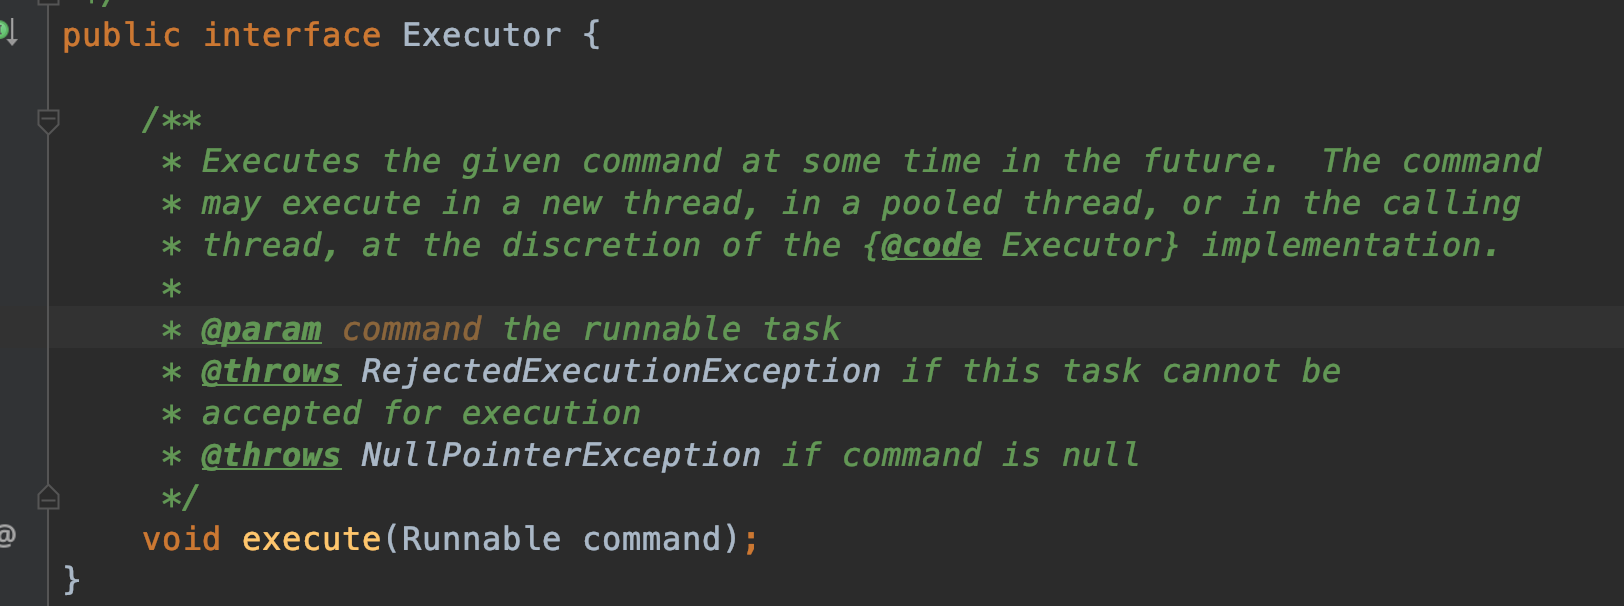 */
public interface Executor {
/**
* Executes the given command at some time in the future.  The command
* may execute in a new thread, in a pooled thread, or in the calling
* thread, at the discretion of the {@code Executor} implementation.
*
* @param command the runnable task
* @throws RejectedExecutionException if this task cannot be
* accepted for execution
* @throws NullPointerException if command is null
*/
@ void execute(Runnable command);
}